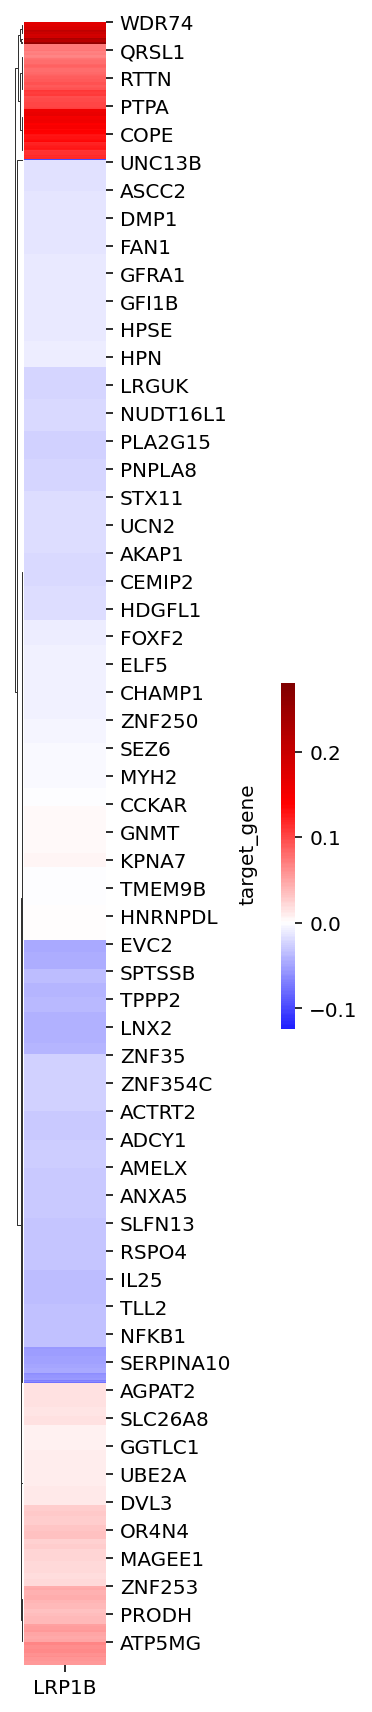 WDR74
QRSL1
RTTN
PTPA
COPE
UNC13B
ASCC2
DMP1
FAN1
GFRA1
GFI1B
HPSE
HPN
LRGUK
NUDT16L1
PLA2G15
PNPLA8
STX11
UCN2
AKAP1
CEMIP2
HDGFL1
FOXF2
ELF5
CHAMP1
ZNF250
SEZ6
MYH2
CCKAR
GNMT
KPNA7
TMEM9B
HNRNPDL
EVC2
SPTSSB
TPPP2
LNX2
ZNF35
ZNF354C
ACTRT2
ADCY1
AMELX
ANXA5
SLFN13
RSPO4
IL25
TLL2
NFKB1
SERPINA10
AGPAT2
SLC26A8
GGTLC1
UBE2A
DVL3
OR4N4
MAGEE1
ZNF253
PRODH
ATP5MG
LRP1B
target_gene
0.2
0.1
0.0
−0.1